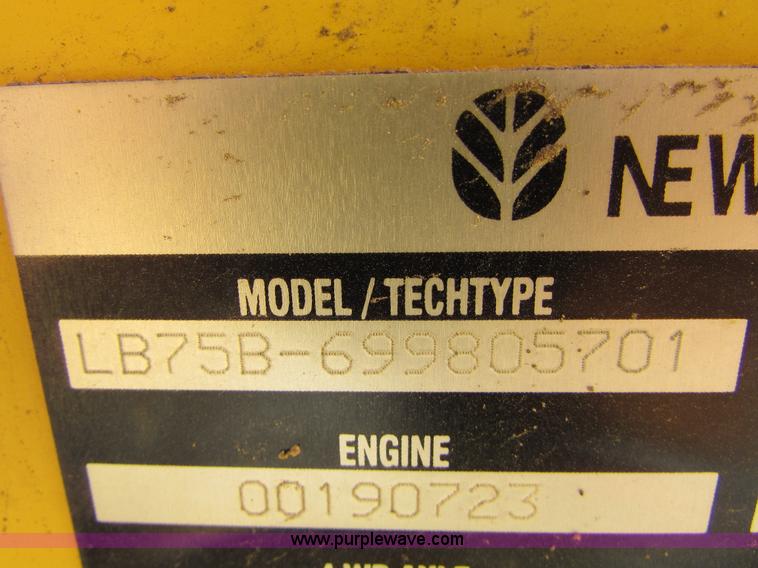 NEW
MODEL / TECHTYPE
LB75B-699805701
ENGINE
00190723
www.purplewave.com